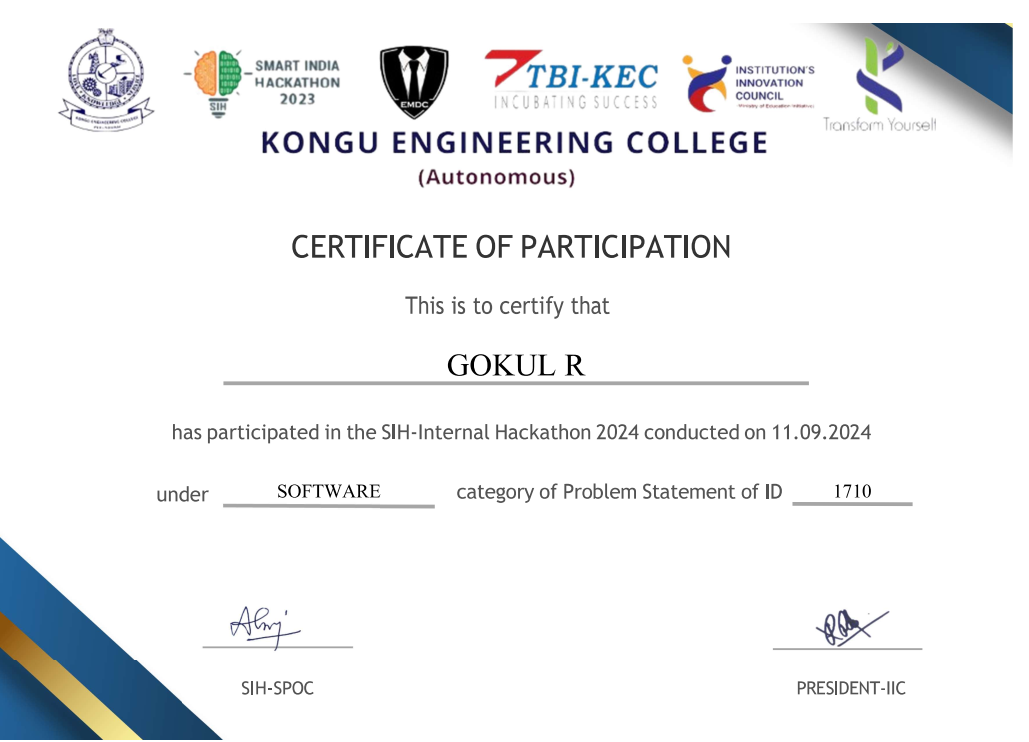 SMART INDIA
HACKATHON
2023
SIH
EMDC
TBI-KEC
INCUBATING SUCCESS
INSTITUTION'S
INNOVATION
COUNCIL
Ministry of Education Initiative
Transform Yourself
KONGU ENGINEERING COLLEGE
(Autonomous)
CERTIFICATE OF PARTICIPATION
This is to certify that
GOKUL R
has participated in the SIH-Internal Hackathon 2024 conducted on 11.09.2024
under SOFTWARE category of Problem Statement of ID 1710
SIH-SPOC PRESIDENT-IIC